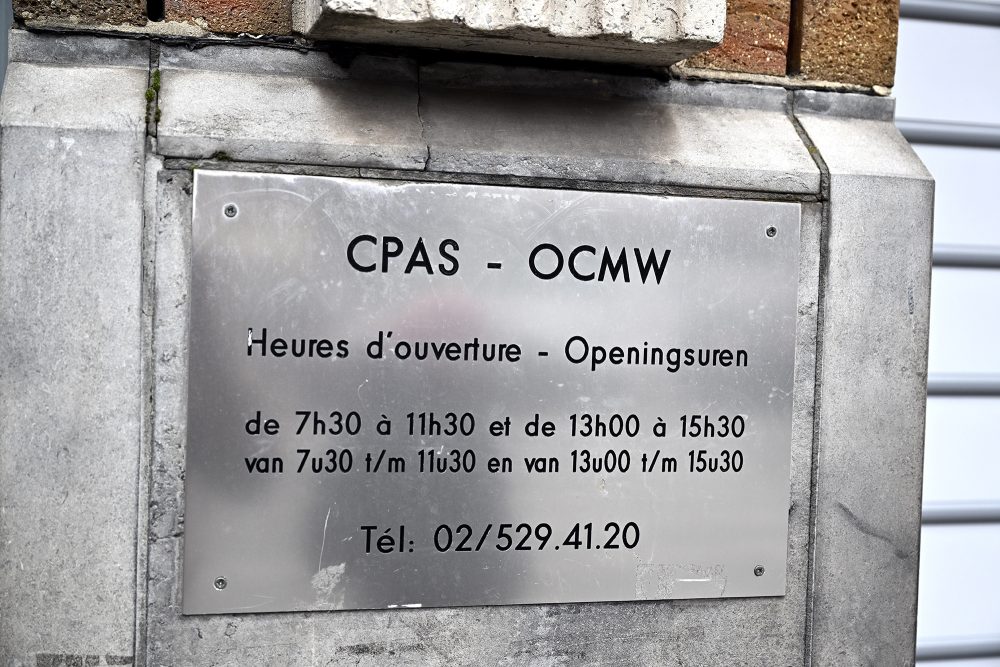 CPAS - OCMW
Heures d'ouverture - Openingsuren
de 7h30 à 11h30 et de 13h00 à 15h30
van 7u30 t/m 11u30 en van 13u00 t/m 15u30
Tél: 02/529.41.20